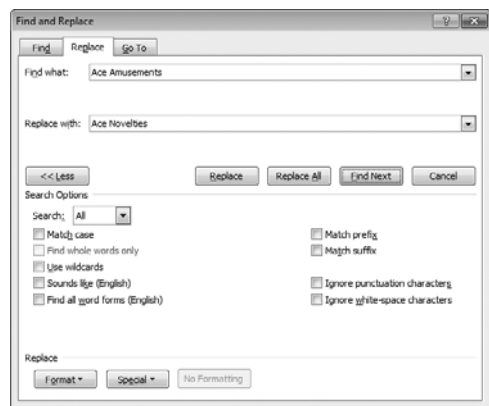 Find and Replace
Find Replace Go To
Find what: Ace Amusements
Replace with: Ace Novelties
<< Less Replace Replace All Find Next Cancel
Search Options
Search: All
Match case Match prefix
Find whole words only Match suffix
Use wildcards
Sounds like (English) Ignore punctuation characters
Find all word forms (English) Ignore white-space characters
Replace
Format Special No Formatting